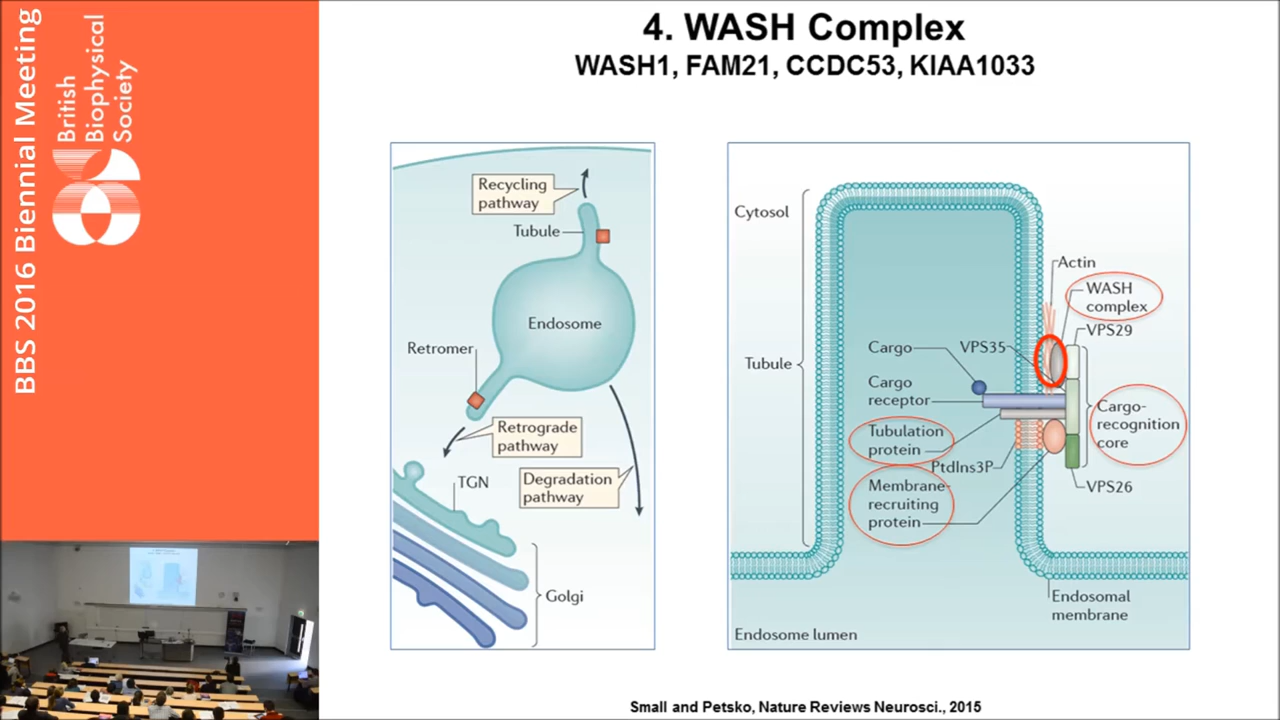 BBS 2016 Biennial Meeting
British
Biophysical
Society
4. WASH Complex
WASH1, FAM21, CCDC53, KIAA1033
Recycling
pathway
Tubule
Endosome
Retromer
Retrograde
pathway
TGN
Degradation
pathway
Golgi
Cytosol
Actin
WASH
complex
VPS29
Cargo
VPS35
Tubule
Cargo
receptor
Cargo-
recognition
core
Tubulation
protein
PtdIns3P
Membrane-
recruiting
protein
VPS26
Endosomal
membrane
Endosome lumen
Small and Petsko, Nature Reviews Neurosci., 2015